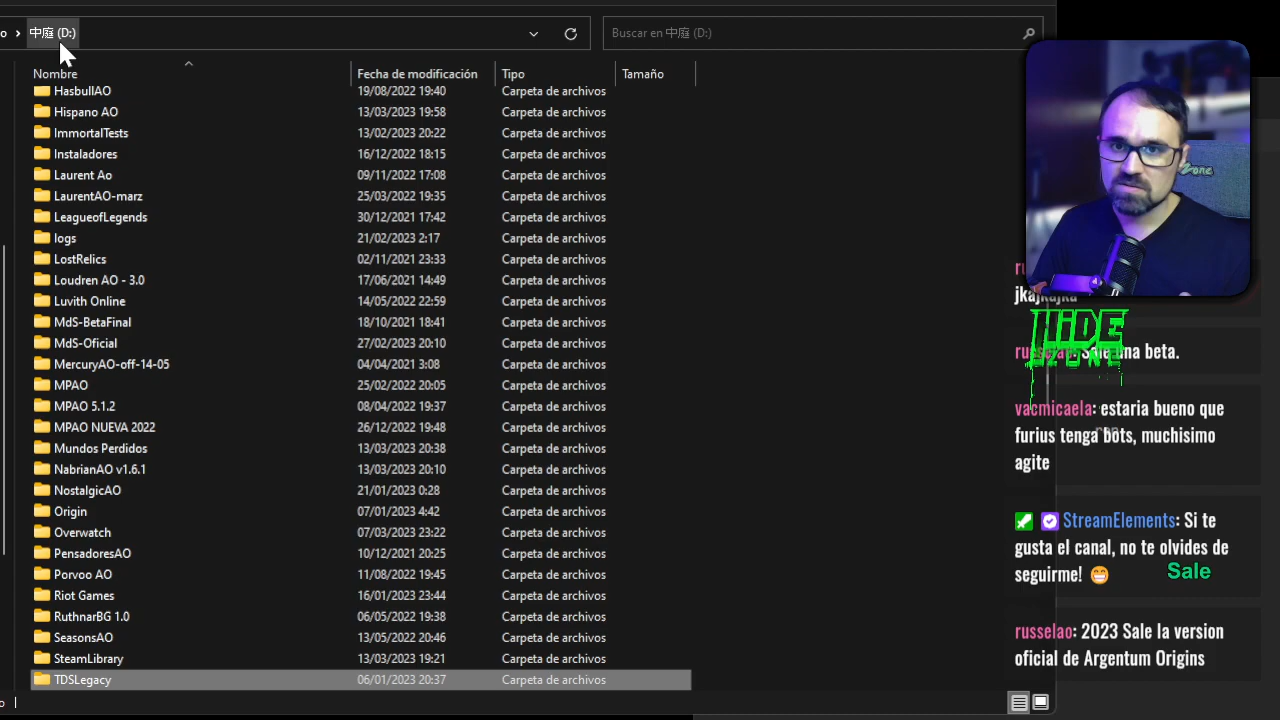 o > 中庭 (D:)
Buscar en 中庭 (D:)
Nombre Fecha de modificación Tipo Tamaño
HasbullAO 19/08/2022 19:40 Carpeta de archivos
Hispano AO 13/03/2023 19:58 Carpeta de archivos
ImmortalTests 13/02/2023 20:22 Carpeta de archivos
Instaladores 16/12/2022 18:15 Carpeta de archivos
Laurent Ao 09/11/2022 17:08 Carpeta de archivos
LaurentAO-marz 25/03/2022 19:35 Carpeta de archivos
LeagueofLegends 30/12/2021 17:42 Carpeta de archivos
logs 21/02/2023 2:17 Carpeta de archivos
LostRelics 02/11/2021 23:33 Carpeta de archivos
Loudren AO - 3.0 17/06/2021 14:49 Carpeta de archivos
Luvith Online 14/05/2022 22:59 Carpeta de archivos
MdS-BetaFinal 18/10/2021 18:41 Carpeta de archivos
MdS-Oficial 27/02/2023 20:10 Carpeta de archivos
MercuryAO-off-14-05 04/04/2021 3:08 Carpeta de archivos
MPAO 25/02/2022 20:05 Carpeta de archivos
MPAO 5.1.2 08/04/2022 19:37 Carpeta de archivos
MPAO NUEVA 2022 26/12/2022 19:48 Carpeta de archivos
Mundos Perdidos 13/03/2023 20:38 Carpeta de archivos
NabrianAO v1.6.1 13/03/2023 20:10 Carpeta de archivos
NostalgicAO 21/01/2023 0:28 Carpeta de archivos
Origin 07/01/2023 4:42 Carpeta de archivos
Overwatch 07/03/2023 23:22 Carpeta de archivos
PensadoresAO 10/12/2021 20:25 Carpeta de archivos
Porvoo AO 11/08/2022 19:45 Carpeta de archivos
Riot Games 16/01/2023 23:44 Carpeta de archivos
RuthnarBG 1.0 06/05/2022 19:38 Carpeta de archivos
SeasonsAO 13/05/2022 20:46 Carpeta de archivos
SteamLibrary 13/03/2023 19:21 Carpeta de archivos
TDSLegacy 06/01/2023 20:37 Carpeta de archivos
o |
zone
jkajkajka
HiDE
ZONE
una beta.
vacmicaela: estaria bueno que
furius tenga bots, muchisimo
agite
StreamElements: Si te
gusta el canal, no te olvides de
seguirme! 😁
Sale
russelao: 2023 Sale la version
oficial de Argentum Origins